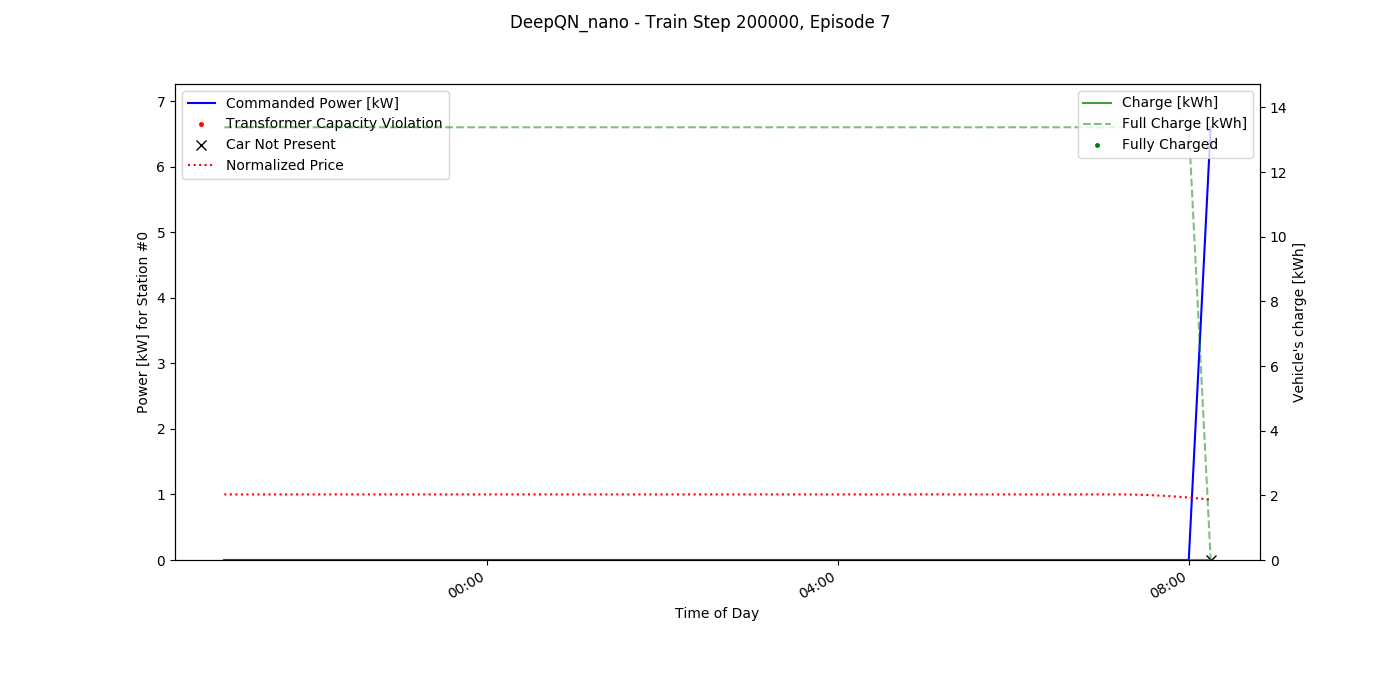 DeepQN_nano - Train Step 200000, Episode 7
Commanded Power [kW]
Transformer Capacity Violation
Car Not Present
Normalized Price
Charge [kWh]
Full Charge [kWh]
Fully Charged
7
6
5
4
3
2
1
0
Power [kW] for Station #0
14
12
10
8
6
4
2
0
Vehicle's charge [kWh]
00:00
04:00
08:00
Time of Day